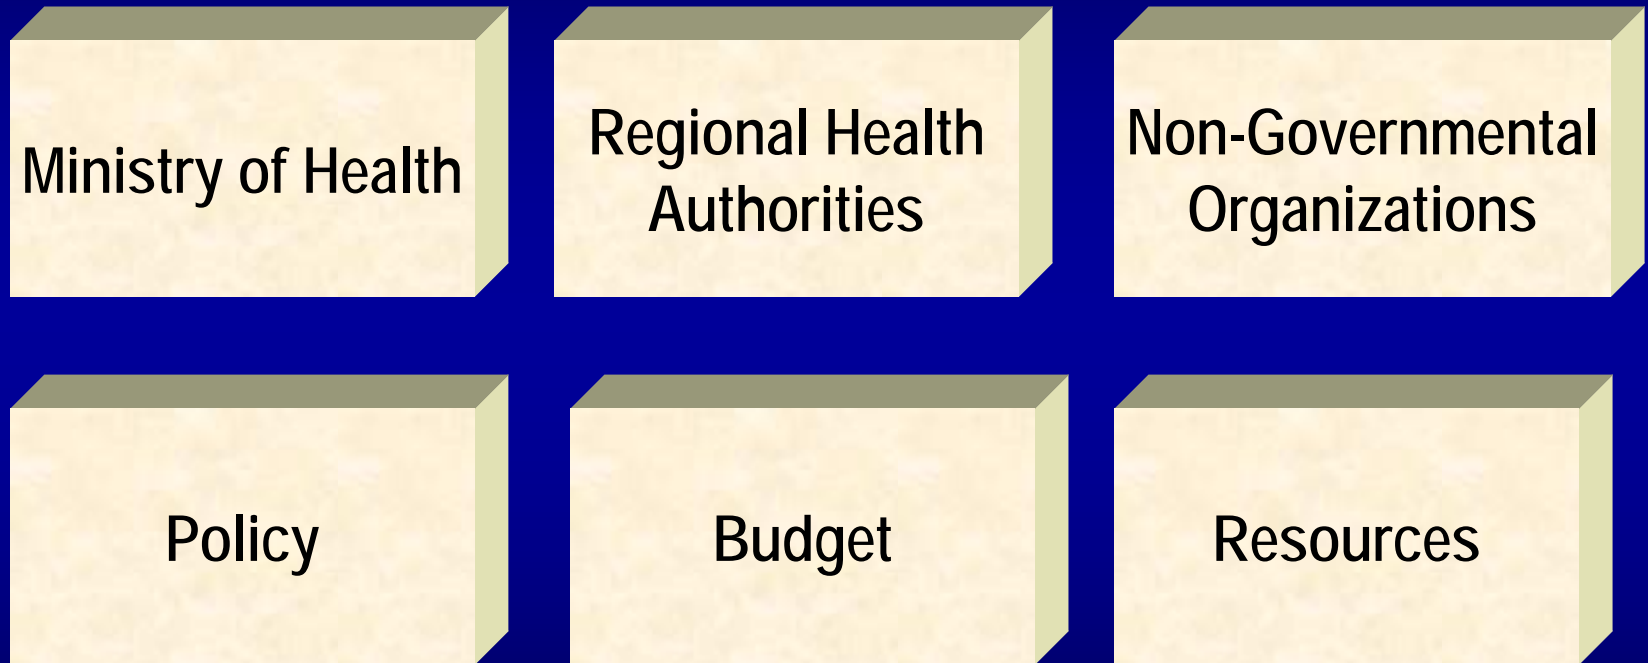 Ministry of Health
Regional Health
Authorities
Non-Governmental
Organizations
Policy
Budget
Resources